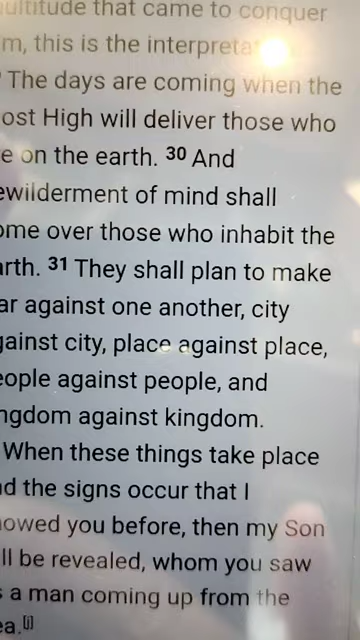 multitude that came to conquer
m, this is the interpreta
The days are coming when the
ost High will deliver those who
e on the earth. 30 And
ewilderment of mind shall
ome over those who inhabit the
arth. 31 They shall plan to make
ar against one another, city
gainst city, place against place,
eople against people, and
ngdom against kingdom.
When these things take place
nd the signs occur that I
howed you before, then my Son
ll be revealed, whom you saw
s a man coming up from the
ea.[j]